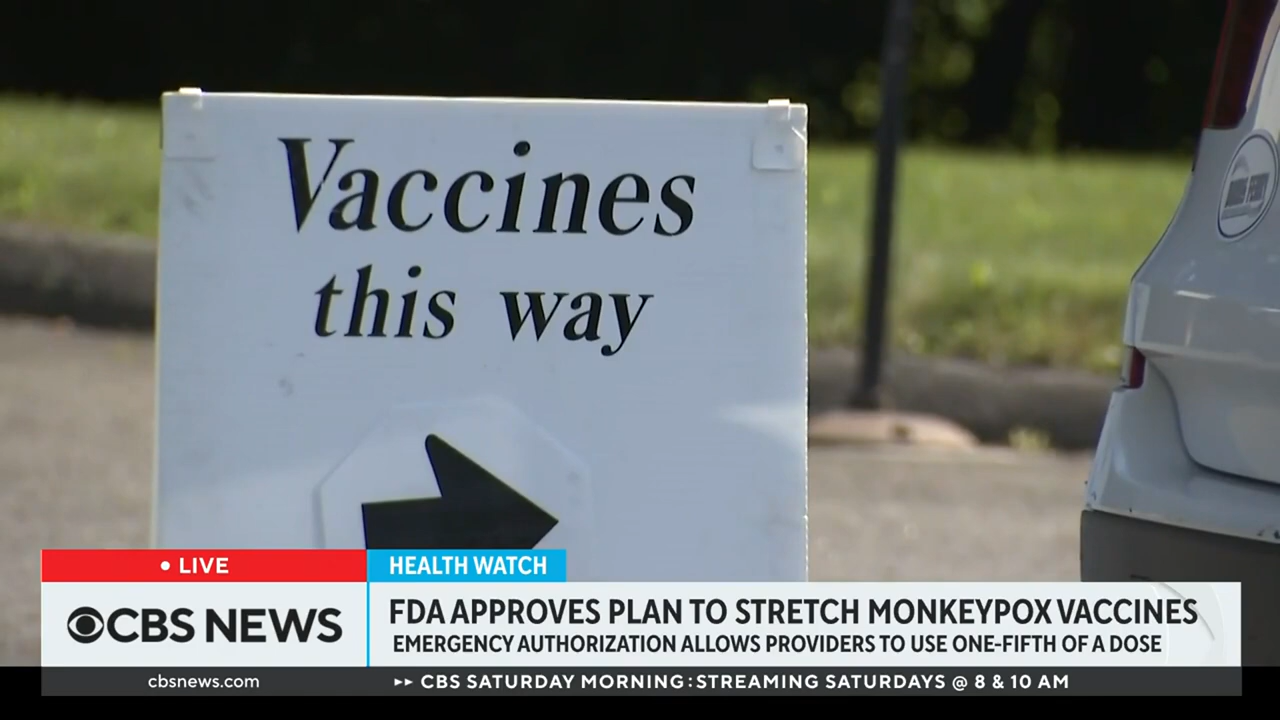 Vaccines
this way
• LIVE
HEALTH WATCH
CBS NEWS
FDA APPROVES PLAN TO STRETCH MONKEYPOX VACCINES
EMERGENCY AUTHORIZATION ALLOWS PROVIDERS TO USE ONE-FIFTH OF A DOSE
cbsnews.com
CBS SATURDAY MORNING: STREAMING SATURDAYS @ 8 & 10 AM